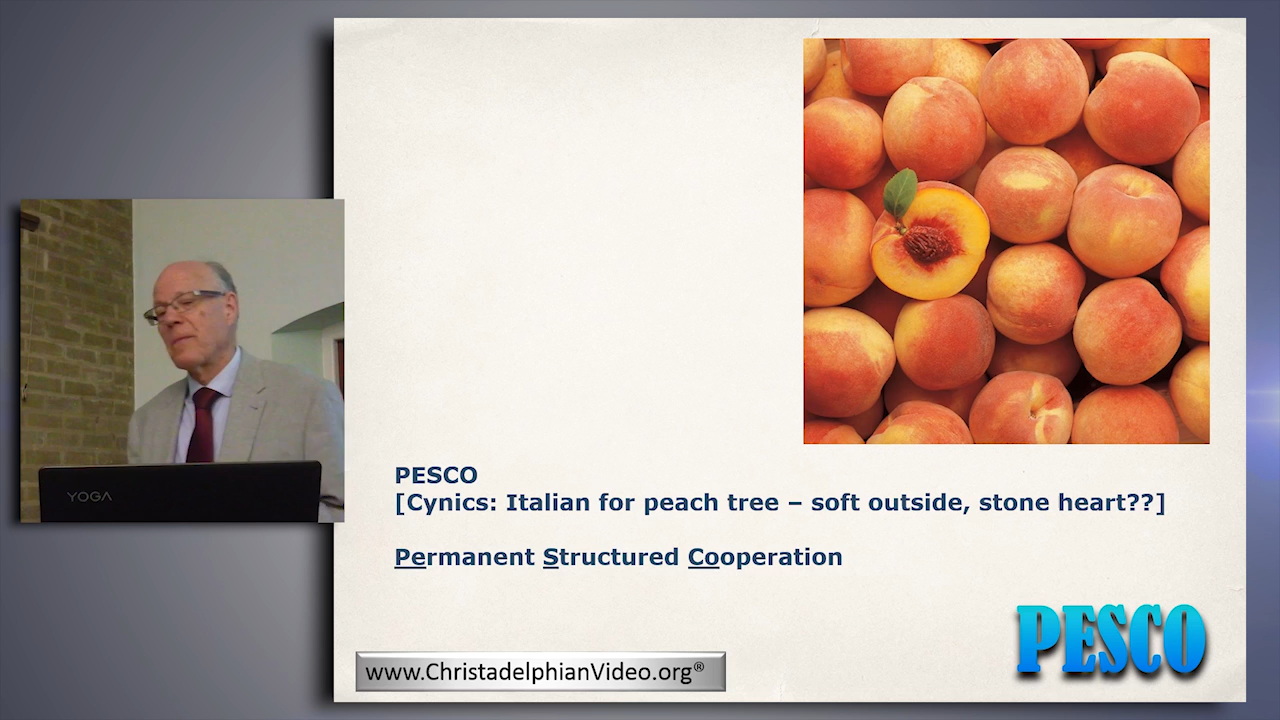 YOGA
PESCO
[Cynics: Italian for peach tree – soft outside, stone heart??]
Permanent Structured Cooperation
PESCO
www.ChristadelphianVideo.org®